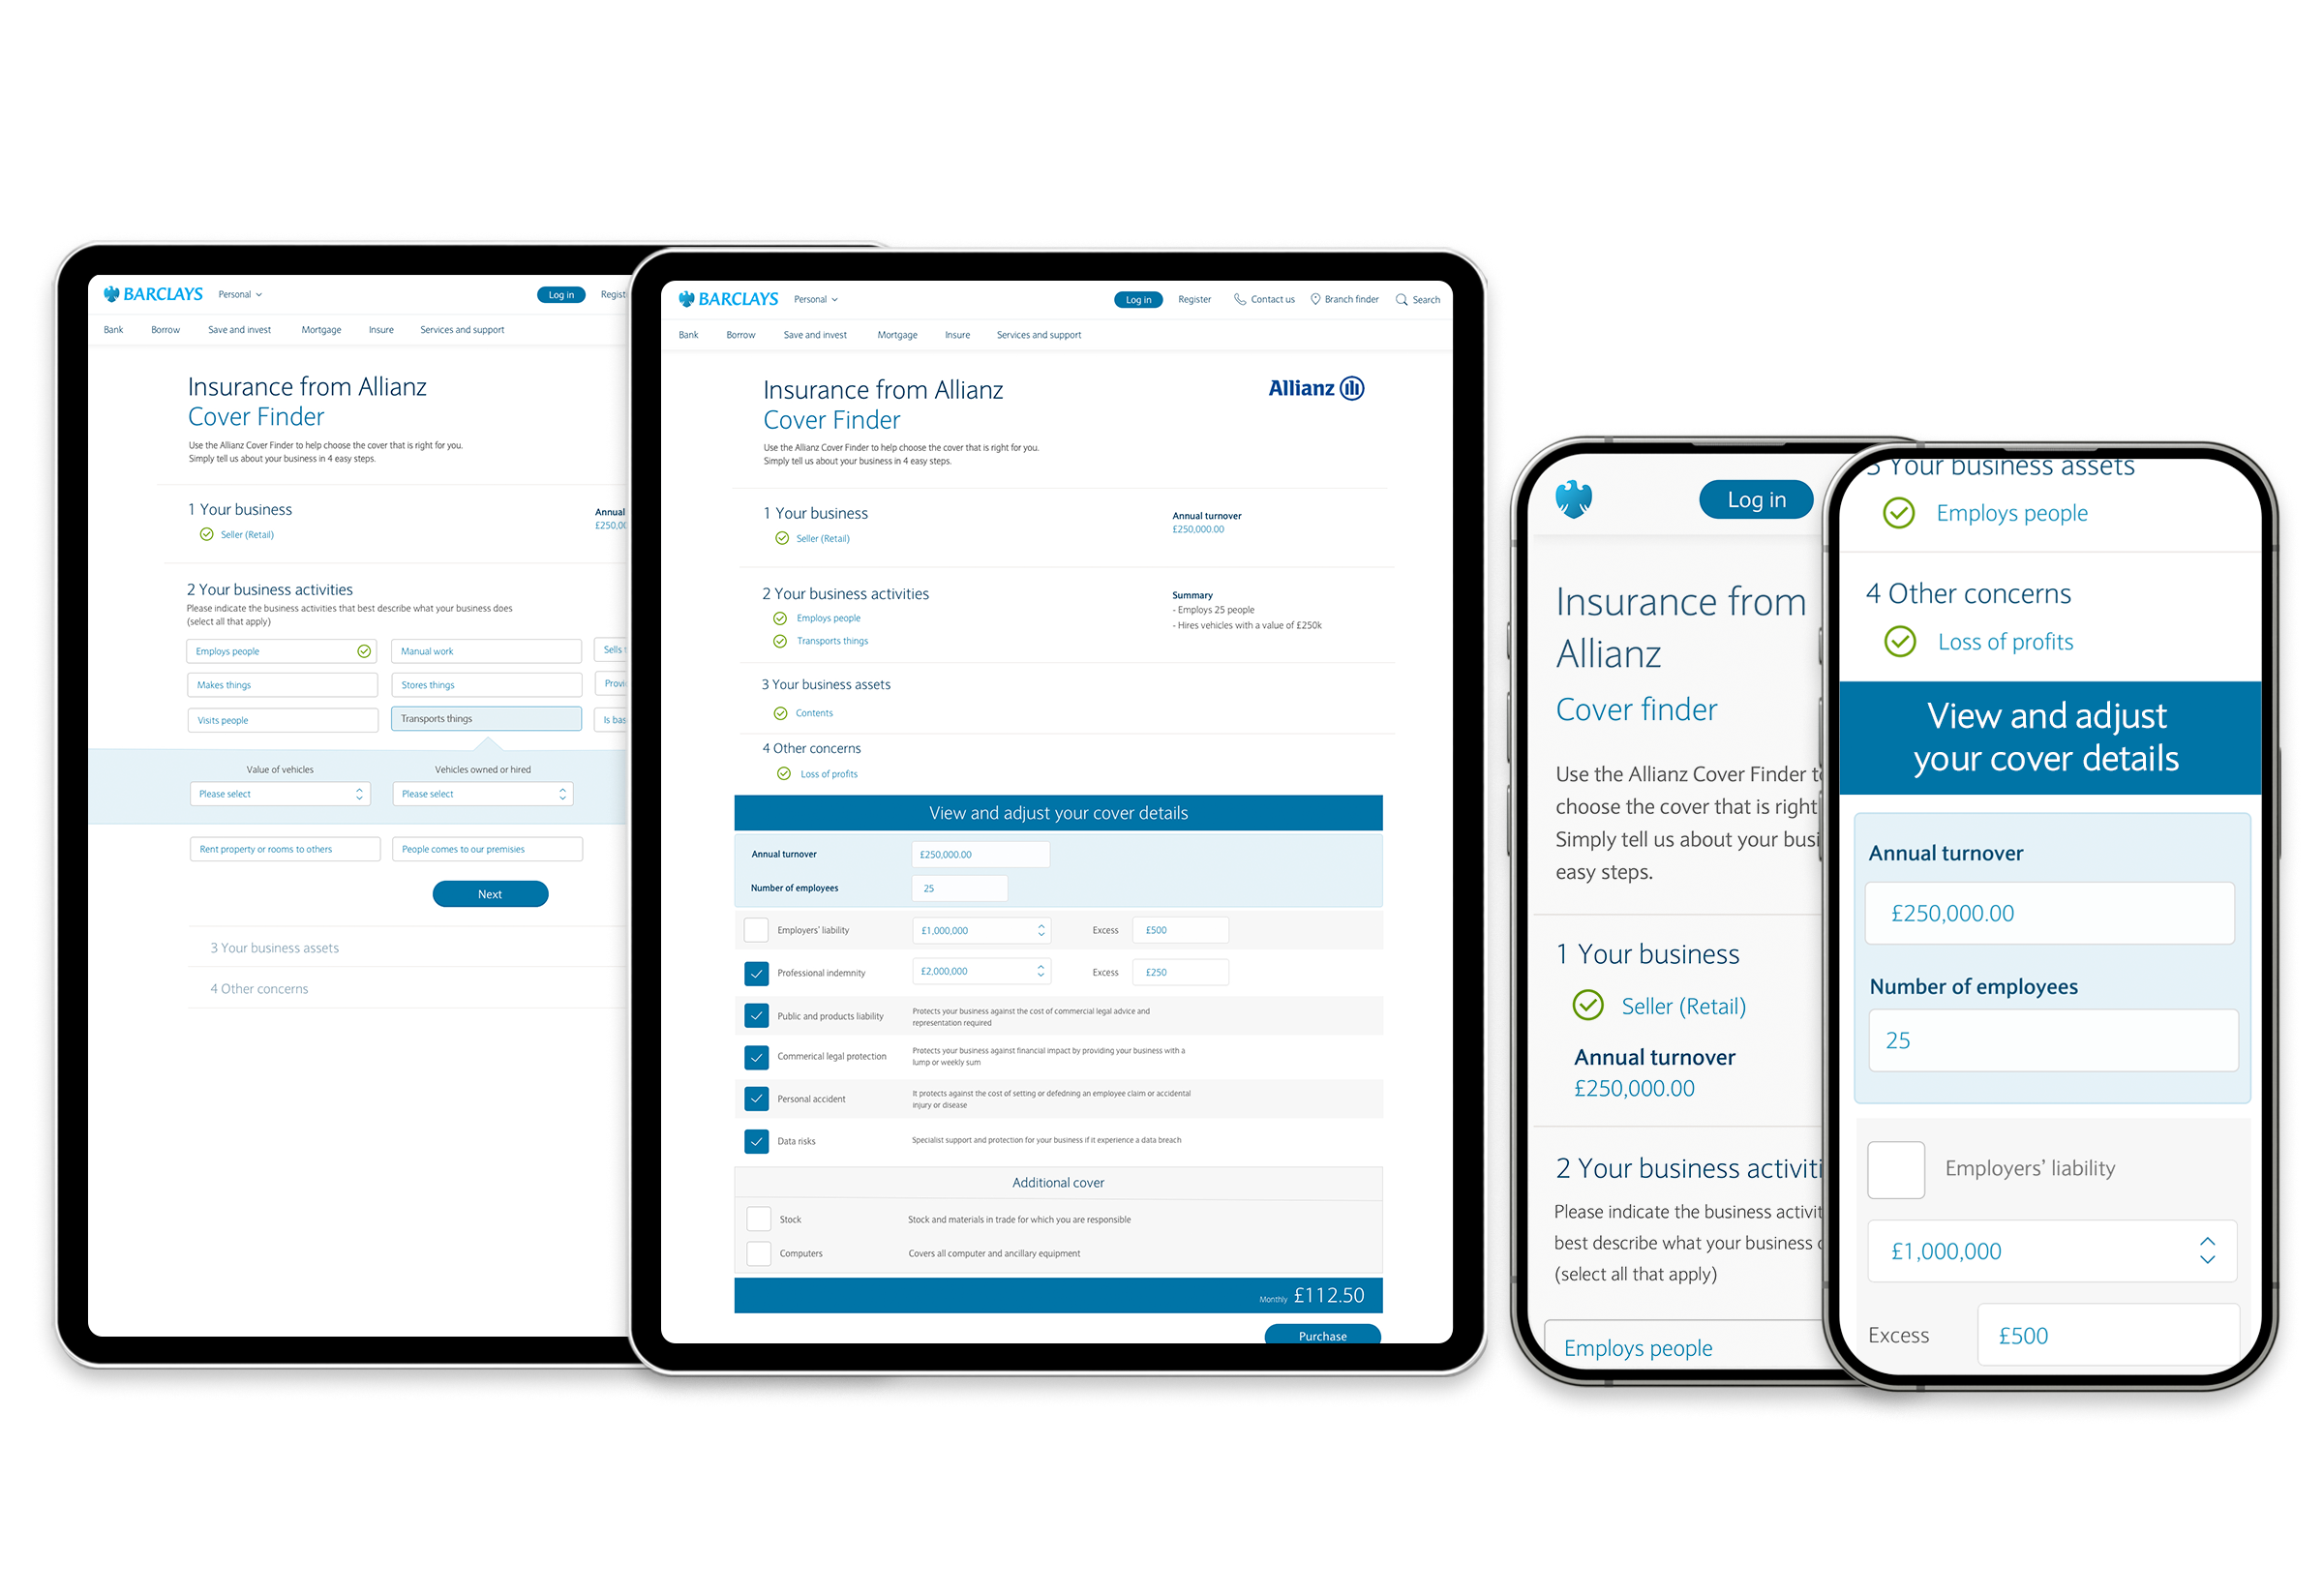 BARCLAYS Personal
Log in
Bank Borrow Save and invest Mortgage Insure Services and support
Insurance from Allianz
Cover Finder
Use the Allianz Cover Finder to help choose the cover that is right for you.
Simply tell us about your business in 4 easy steps.
1 Your business
Seller (Retail)
Annual
2 Your business activities
Please indicate the business activities that best describe what your business does
(select all that apply)
Employs people Manual work Sells
Makes things Stores things
Visits people Transports things Is
Value of vehicles Vehicles owned or hired
Please select Please select
Rent property or rooms to others People comes to our premisies
Next
3 Your business assets
4 Other concerns
BARCLAYS Personal Log in Register Contact us Branch finder Search
Bank Borrow Save and invest Mortgage Insure Services and support
Insurance from Allianz
Cover Finder
Allianz
Use the Allianz Cover Finder to help choose the cover that is right for you.
Simply tell us about your business in 4 easy steps.
1 Your business
Seller (Retail)
Annual turnover
£250,000.00
2 Your business activities
Employs people
Transports things
Summary
- Employs 25 people
- Hires vehicles with a value of £250k
3 Your business assets
Contents
4 Other concerns
Loss of profits
View and adjust your cover details
Annual turnover £250,000.00
Number of employees 25
Employers' liability £1,000,000 Excess £500
Professional indemnity £2,000,000 Excess £250
Public and products liability Protects your business against the cost of commercial legal advice and
representation required
Commerical legal protection Protects your business against financial impact by providing your business with a
lump or weekly sum
Personal accident It protects against the cost of setting or defedning an employee claim or accidental
injury or disease
Data risks Specialist support and protection for your business if it experience a data breach
Additional cover
Stock Stock and materials in trade for which you are responsible
Computers Covers all computer and ancillary equipment
Monthly £112.50
Purchase
Log in
Insurance from
Allianz
Cover finder
Use the Allianz Cover Finder
choose the cover that is right
Simply tell us about your
easy steps.
1 Your business
Seller (Retail)
Annual turnover
£250,000.00
2 Your business
Please indicate the business
best describe what your business
(select all that apply)
Employs people
3 Your business assets
Employs people
4 Other concerns
Loss of profits
View and adjust
your cover details
Annual turnover
£250,000.00
Number of employees
25
Employers' liability
£1,000,000
Excess £500